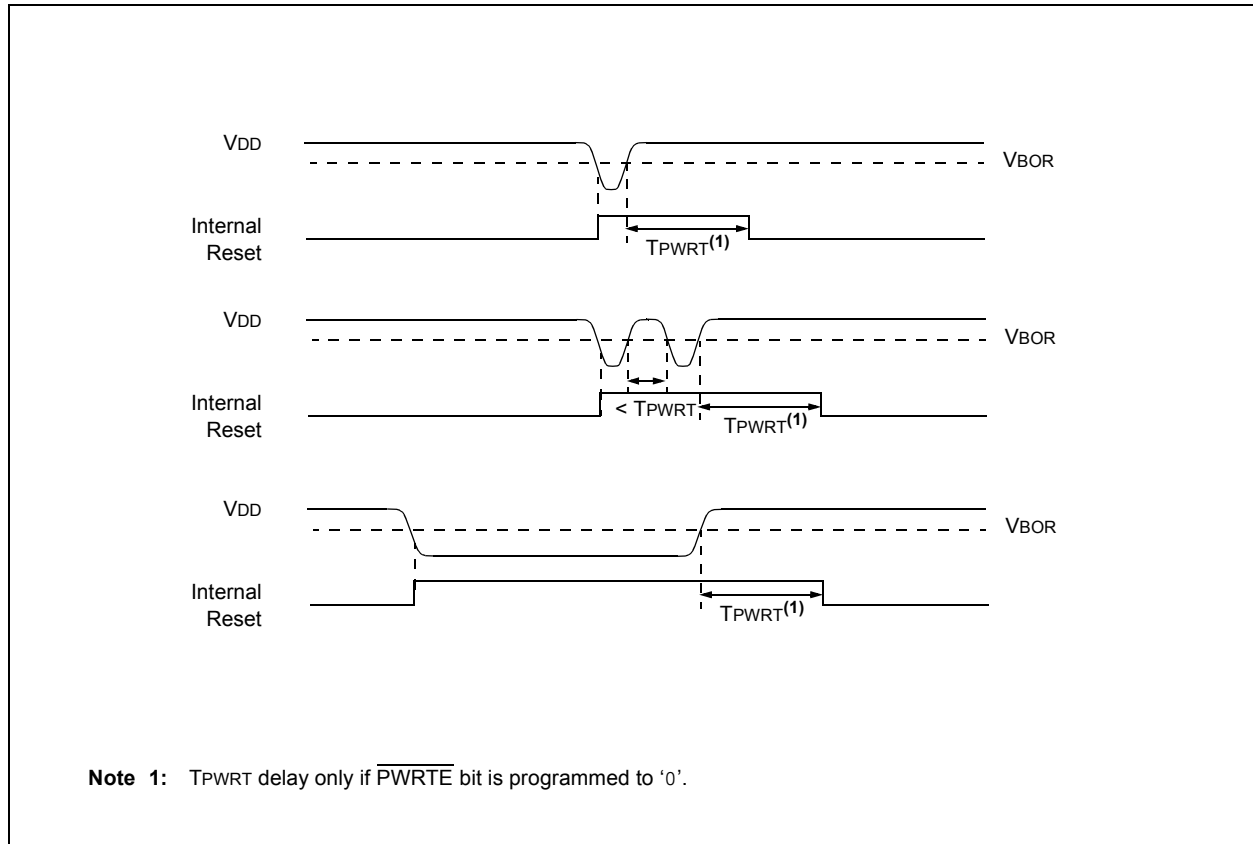 VDD
VBOR
Internal
Reset
TPWRT(1)
VDD
VBOR
Internal
Reset
< TPWRT
TPWRT(1)
VDD
VBOR
Internal
Reset
TPWRT(1)
Note 1: TPWRT delay only if PWRTE bit is programmed to ‘0’.